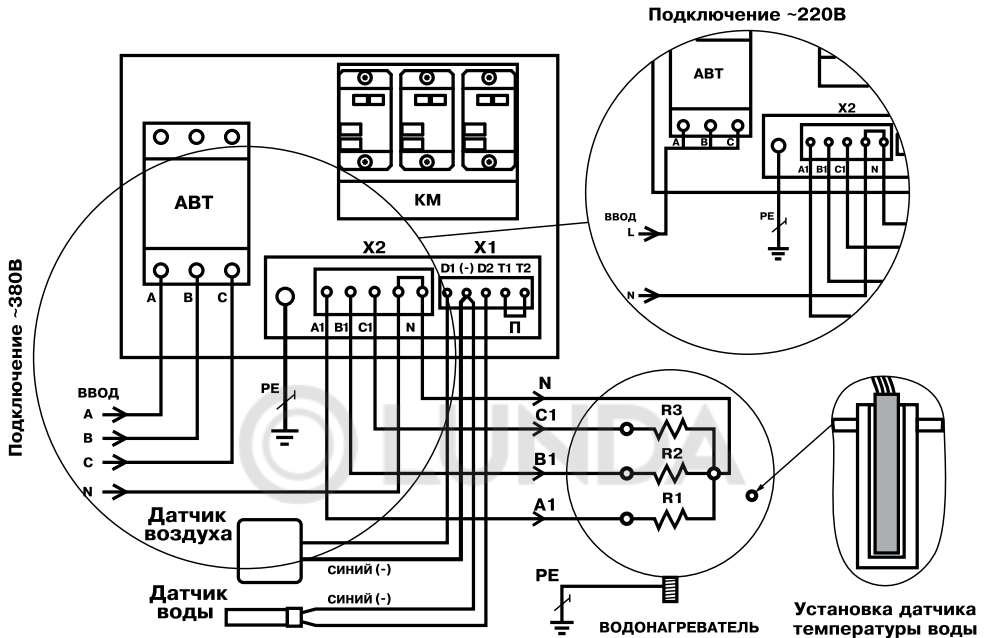 Подключение ~220В
АВТ
X2
A B C
A1 B1 C1 N
ВВОД
L
PE
N
АВТ
КМ
X2 X1
D1 (-) D2 T1 T2
A B C
A1 B1 C1 N
П
Подключение ~380В
PE
ВВОД
A
B
C
N
N
C1
B1
A1
R3
R2
R1
LUNDA
Датчик
воздуха
СИНИЙ (-)
Датчик
воды
СИНИЙ (-)
PE
ВОДОНАГРЕВАТЕЛЬ
Установка датчика
температуры воды